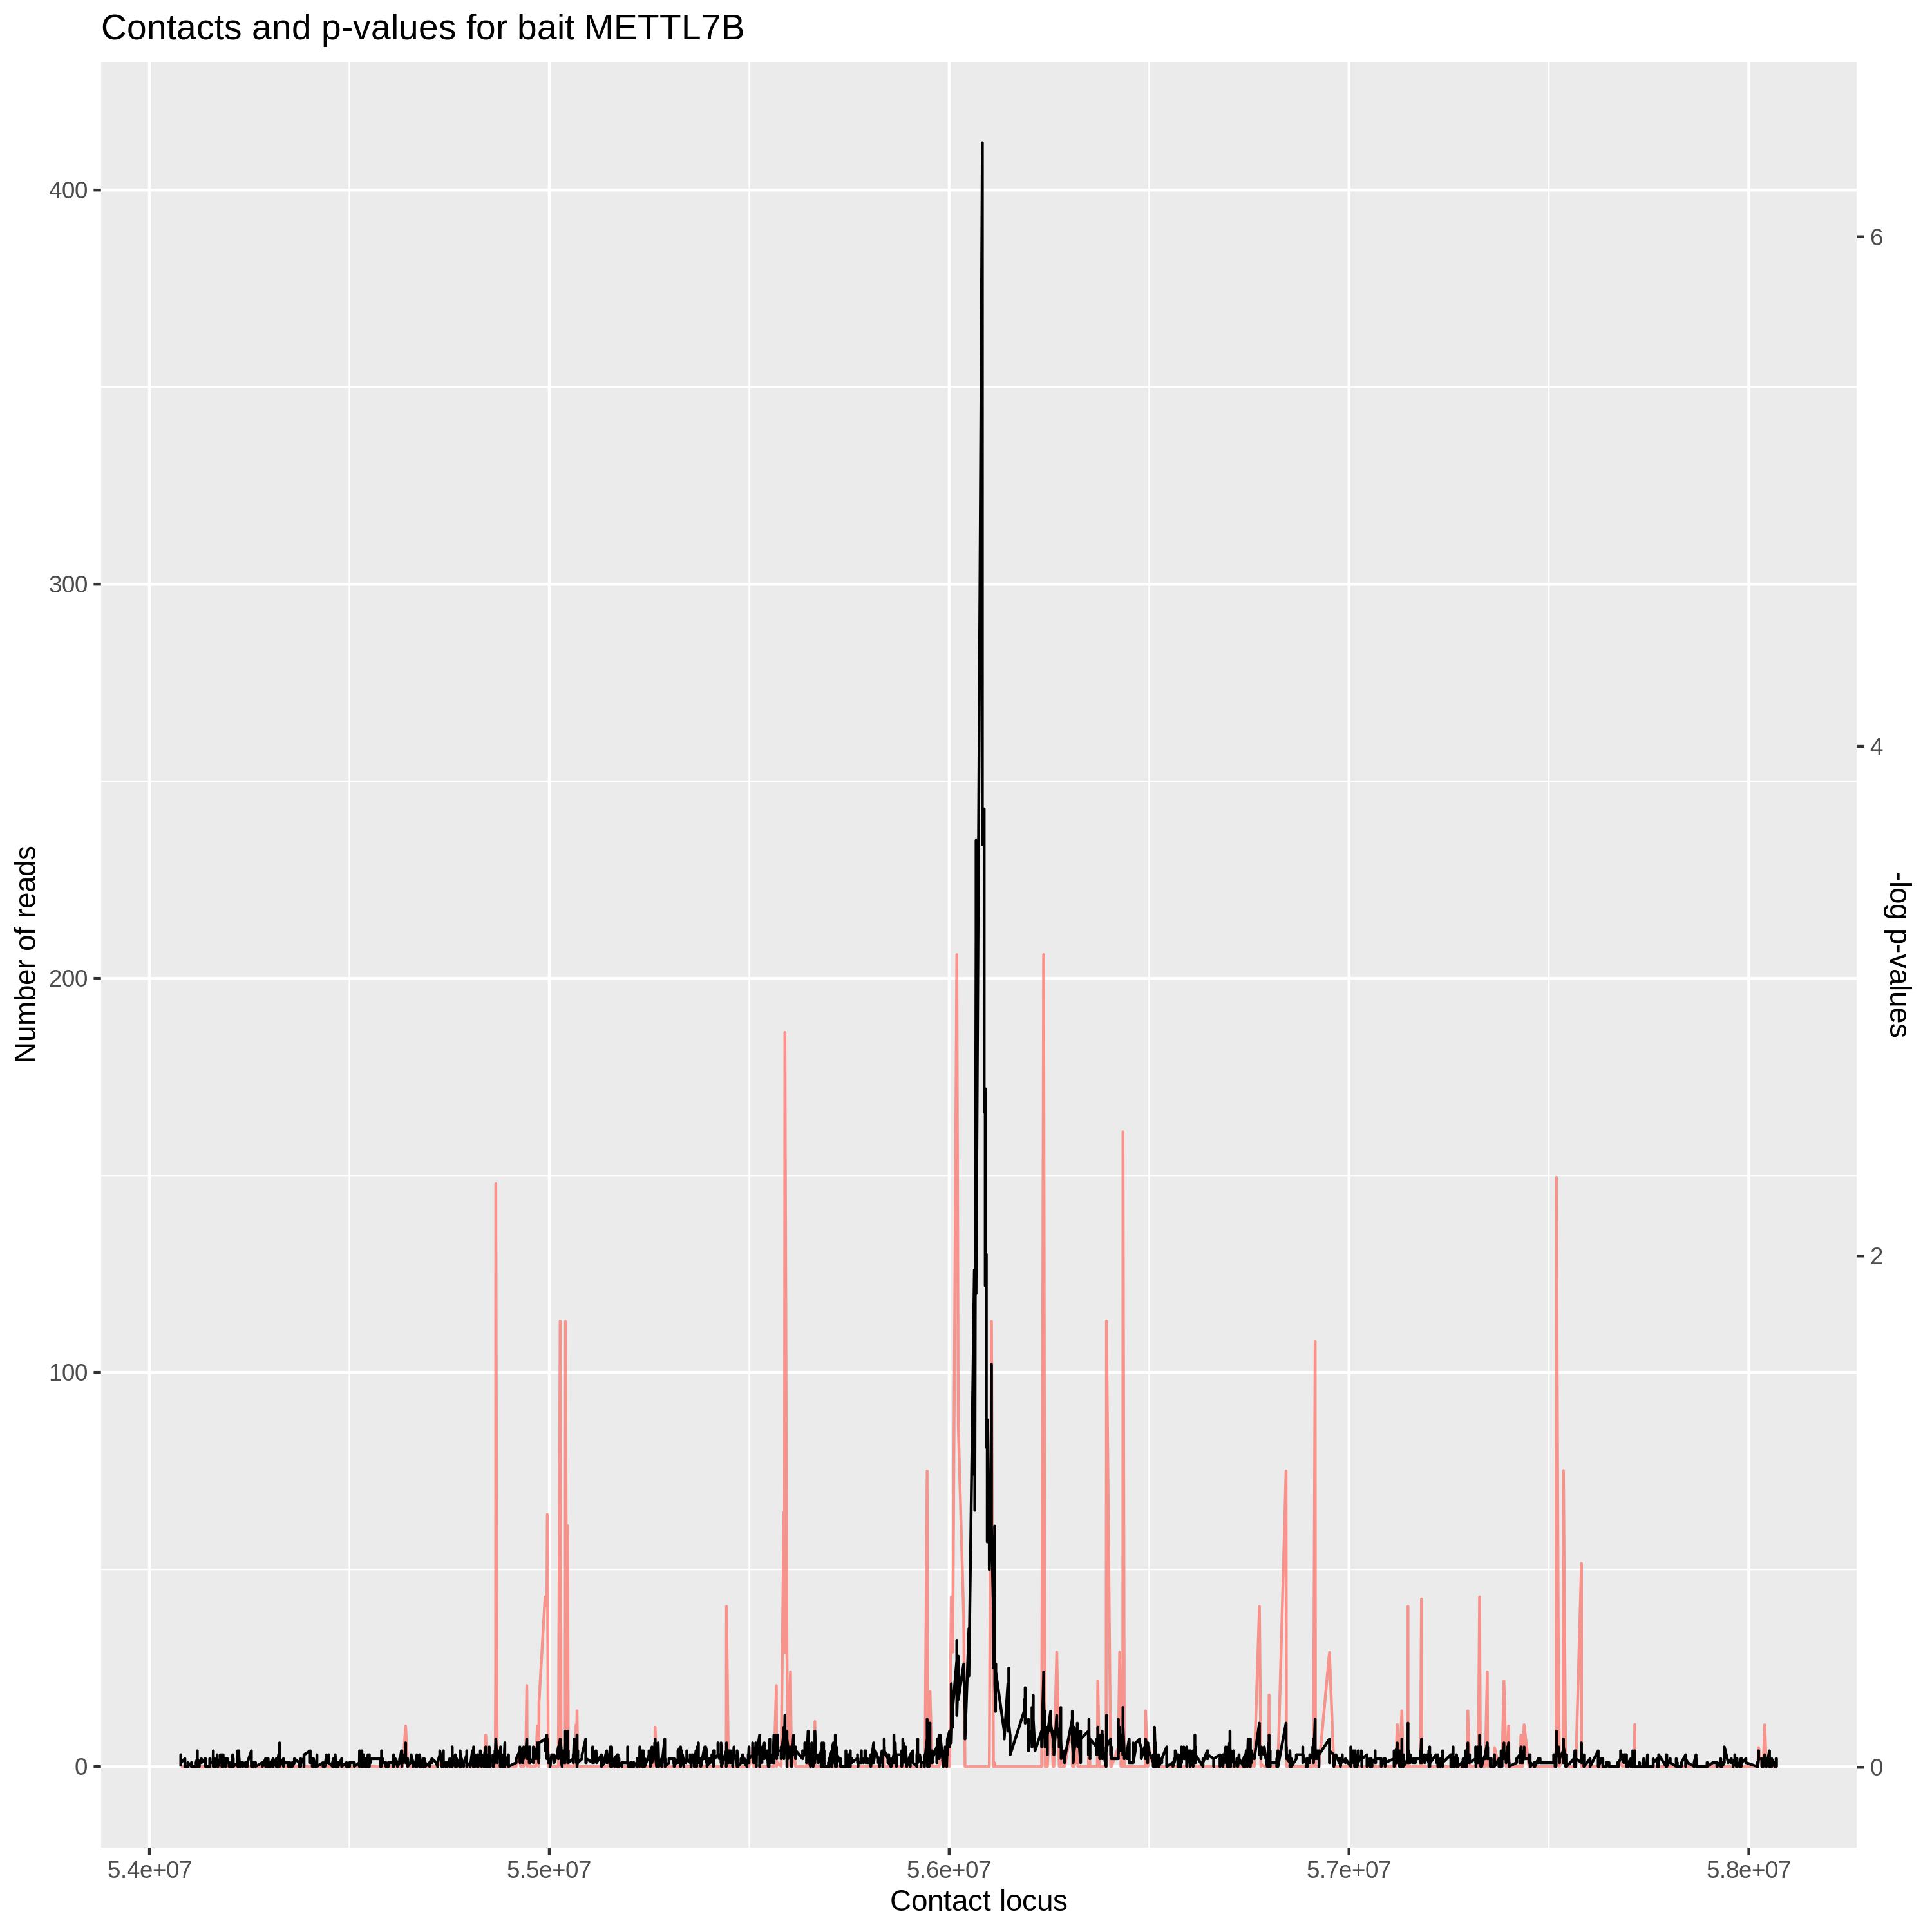 Contacts and p-values for bait METTL7B
400
300
200
100
0
6
4
2
0
Number of reads
-log p-values
5.4e+07
5.5e+07
5.6e+07
5.7e+07
5.8e+07
Contact locus